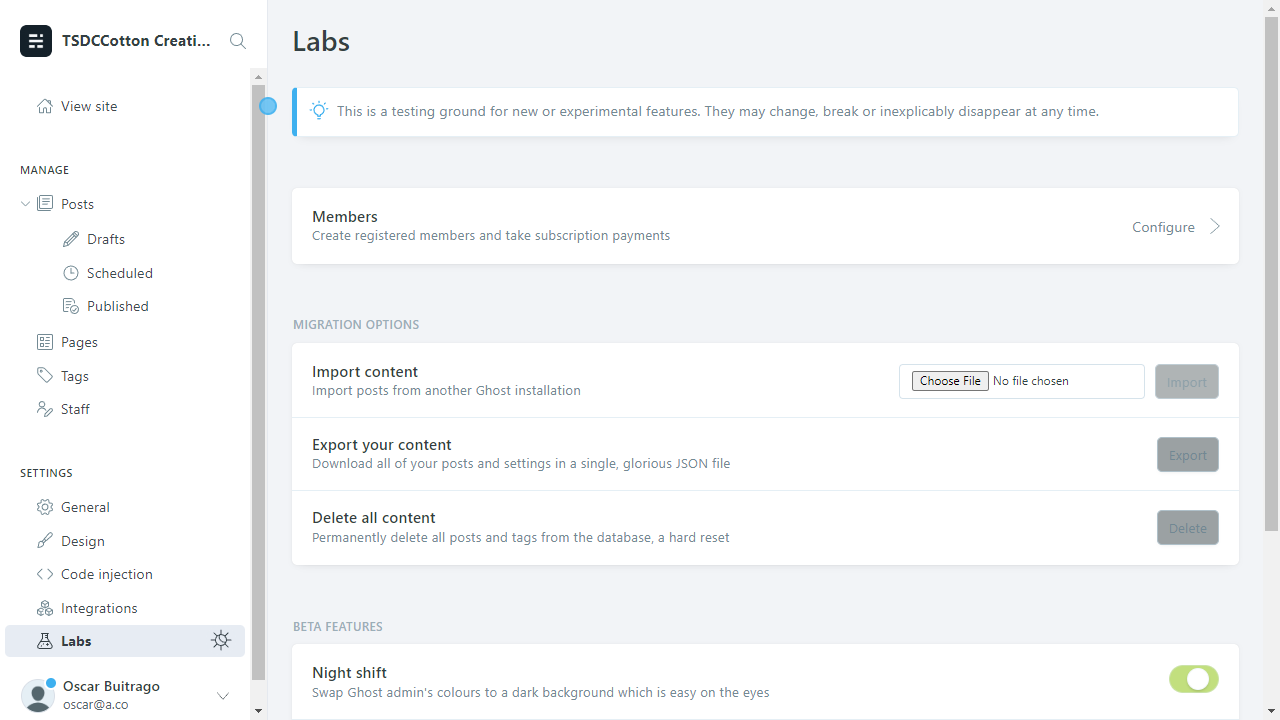 TSDCCotton Creati...
View site
MANAGE
Posts
Drafts
Scheduled
Published
Pages
Tags
Staff
SETTINGS
General
Design
Code injection
Integrations
Labs
Oscar Buitrago
oscar@a.co
Labs
This is a testing ground for new or experimental features. They may change, break or inexplicably disappear at any time.
Members
Create registered members and take subscription payments
Configure
MIGRATION OPTIONS
Import content
Import posts from another Ghost installation
Choose File No file chosen
Import
Export your content
Download all of your posts and settings in a single, glorious JSON file
Export
Delete all content
Permanently delete all posts and tags from the database, a hard reset
Delete
BETA FEATURES
Night shift
Swap Ghost admin's colours to a dark background which is easy on the eyes